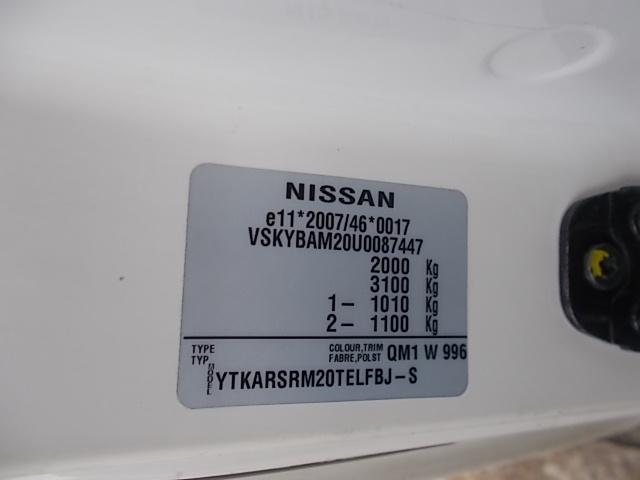 NISSAN
e11*2007/46*0017
VSKYBAM20U0087447
2000 Kg
3100 Kg
1- 1010 Kg
2- 1100 Kg
TYPE
TYP.
COLOUR,TRIM
FABRE,POLST
QM1 W 996
MODEL
YTKARSRM20TELFBJ-S